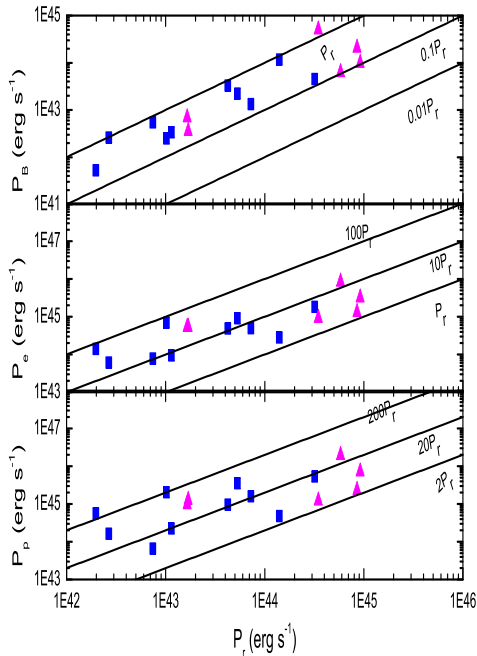 1E45
1E43
1E41
P_B (erg s⁻¹)
P_r
0.1P_r
0.01P_r
1E47
1E45
1E43
P_e (erg s⁻¹)
100P_r
10P_r
P_r
1E47
1E45
1E43
P_p (erg s⁻¹)
200P_r
20P_r
2P_r
1E42 1E43 1E44 1E45 1E46
P_r (erg s⁻¹)